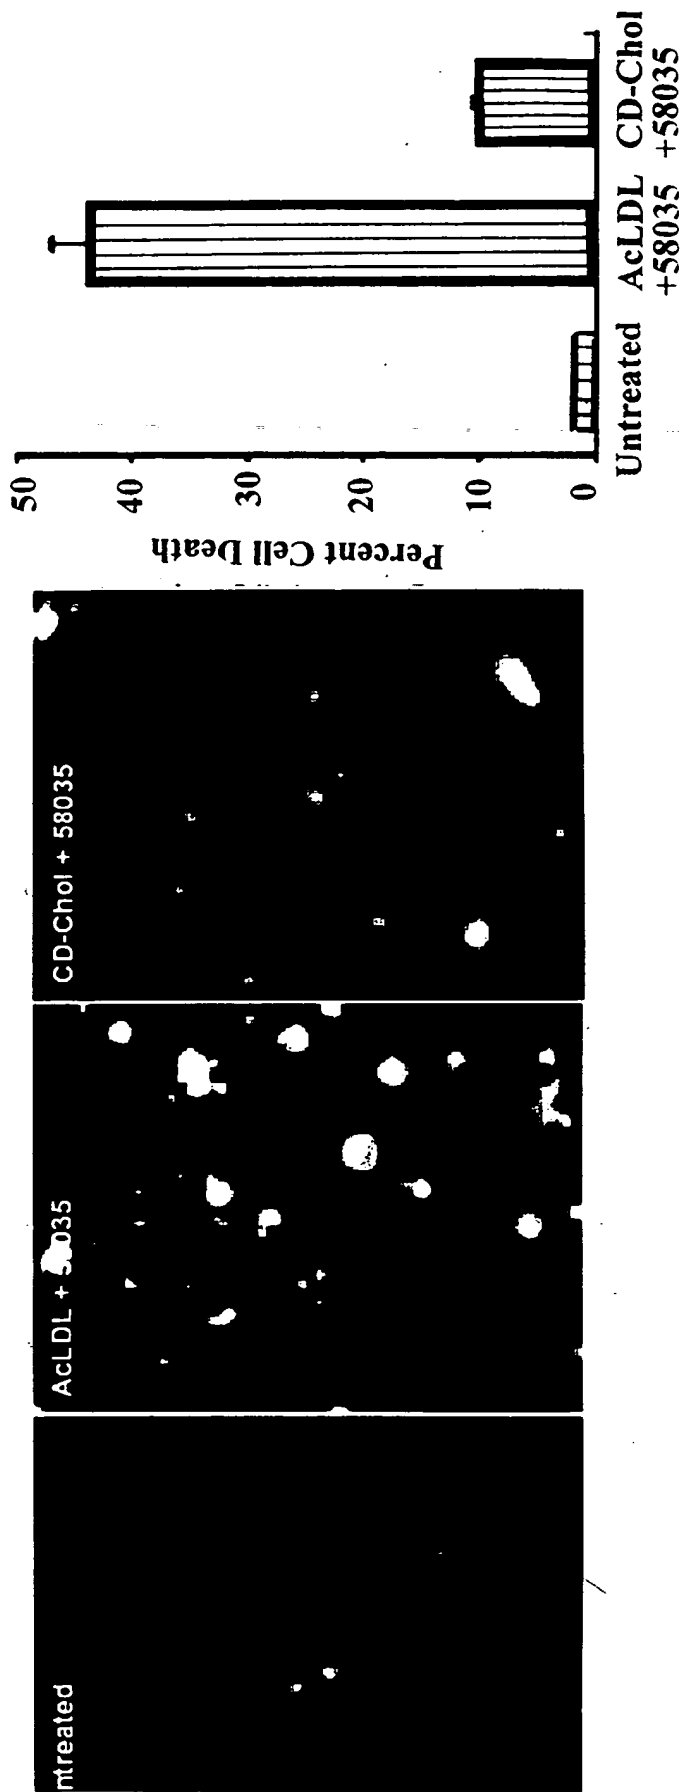 ntreated
AcLDL + 58035
CD-Chol + 58035
Percent Cell Death
50
40
30
20
10
0
Untreated
AcLDL
+58035
CD-Chol
+58035